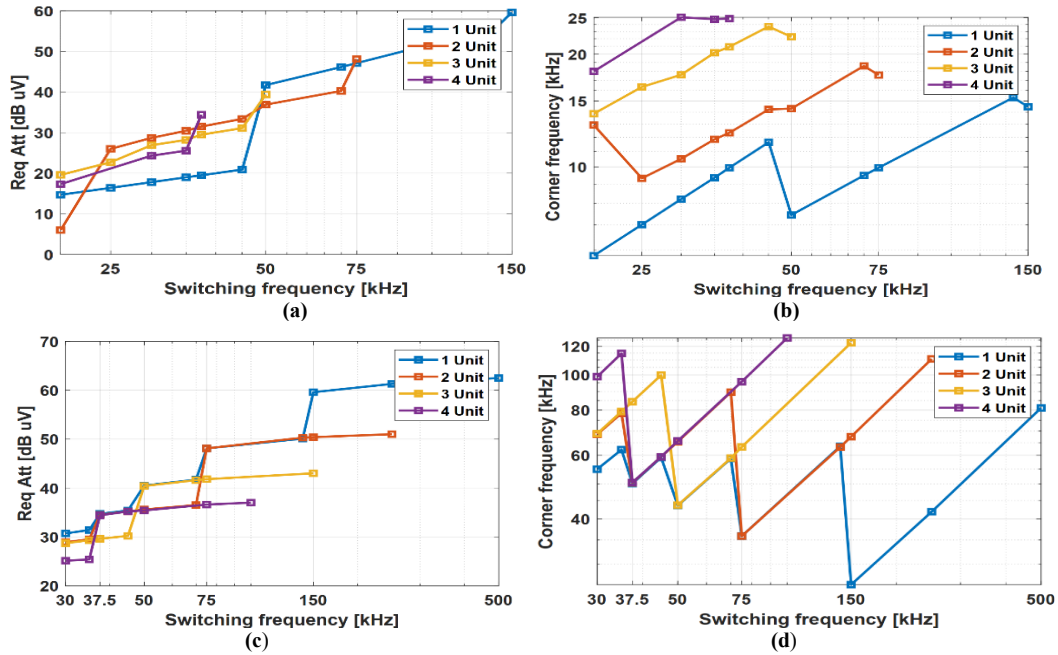 60
50
40
30
20
10
0
Req Att [dB uV]
1 Unit
2 Unit
3 Unit
4 Unit
25
50
75
150
Switching frequency [kHz]
(a)
25
20
15
10
Corner frequency [kHz]
1 Unit
2 Unit
3 Unit
4 Unit
25
50
75
150
Switching frequency [kHz]
(b)
70
60
50
40
30
20
Req Att [dB uV]
1 Unit
2 Unit
3 Unit
4 Unit
30
37.5
50
75
150
500
Switching frequency [kHz]
(c)
120
100
80
60
40
Corner frequency [kHz]
1 Unit
2 Unit
3 Unit
4 Unit
30
37.5
50
75
150
500
Switching frequency [kHz]
(d)